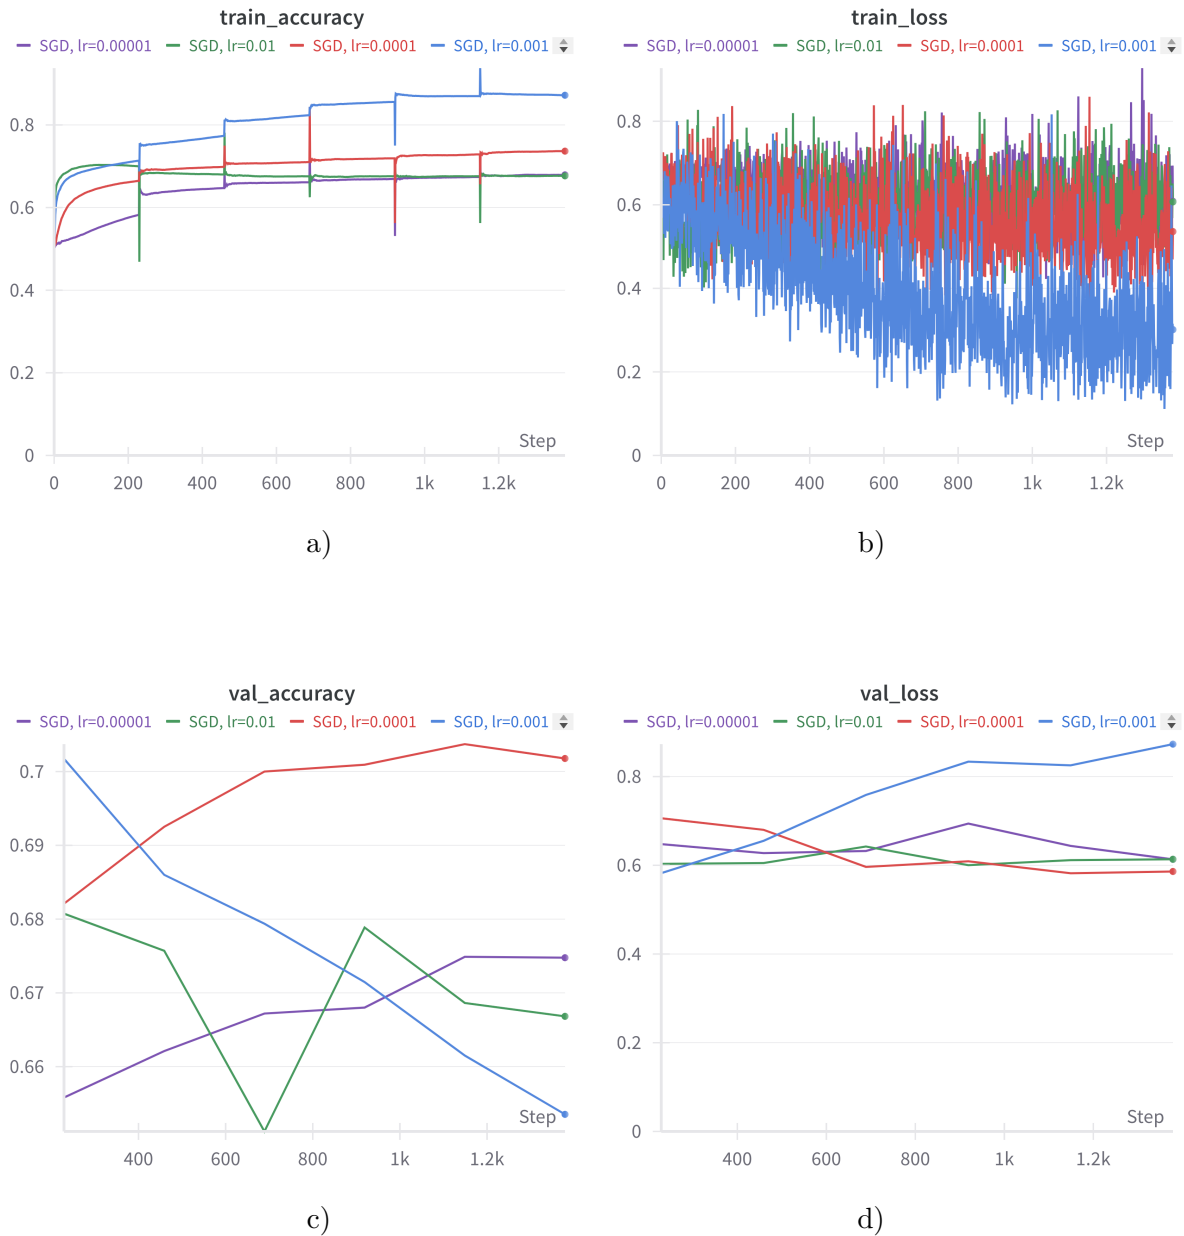 train_accuracy
SGD, lr=0.00001 SGD, lr=0.01 SGD, lr=0.0001 SGD, lr=0.001
0.8
0.6
0.4
0.2
0
Step
0 200 400 600 800 1k 1.2k
a)
train_loss
SGD, lr=0.00001 SGD, lr=0.01 SGD, lr=0.0001 SGD, lr=0.001
0.8
0.6
0.4
0.2
0
Step
0 200 400 600 800 1k 1.2k
b)
val_accuracy
SGD, lr=0.00001 SGD, lr=0.01 SGD, lr=0.0001 SGD, lr=0.001
0.7
0.69
0.68
0.67
0.66
Step
400 600 800 1k 1.2k
c)
val_loss
SGD, lr=0.00001 SGD, lr=0.01 SGD, lr=0.0001 SGD, lr=0.001
0.8
0.6
0.4
0.2
0
Step
400 600 800 1k 1.2k
d)